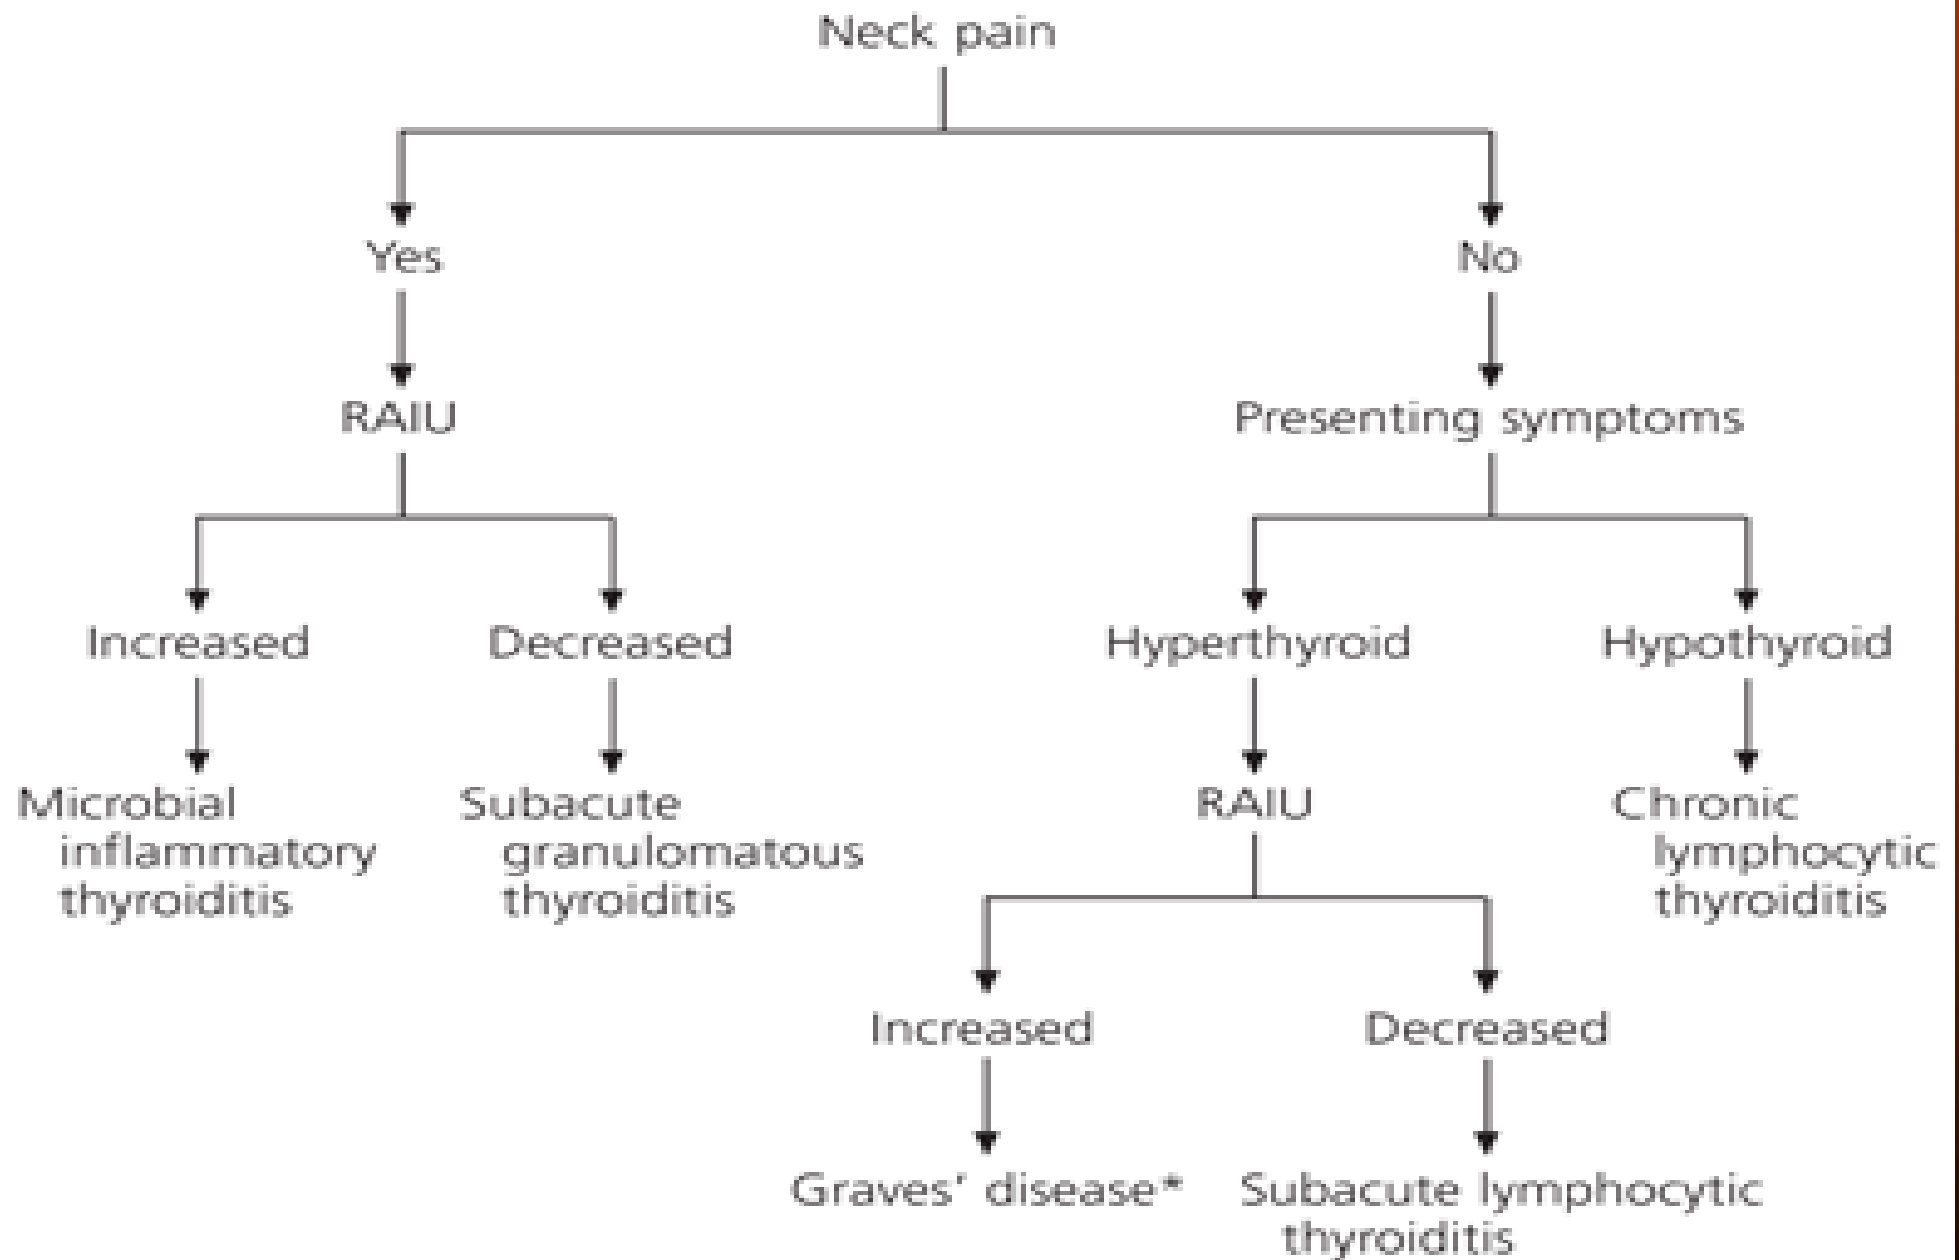 Neck pain
Yes
No
RAIU
Presenting symptoms
Increased
Decreased
Hyperthyroid
Hypothyroid
Microbial
inflammatory
thyroiditis
Subacute
granulomatous
thyroiditis
RAIU
Chronic
lymphocytic
thyroiditis
Increased
Decreased
Graves' disease*
Subacute lymphocytic
thyroiditis